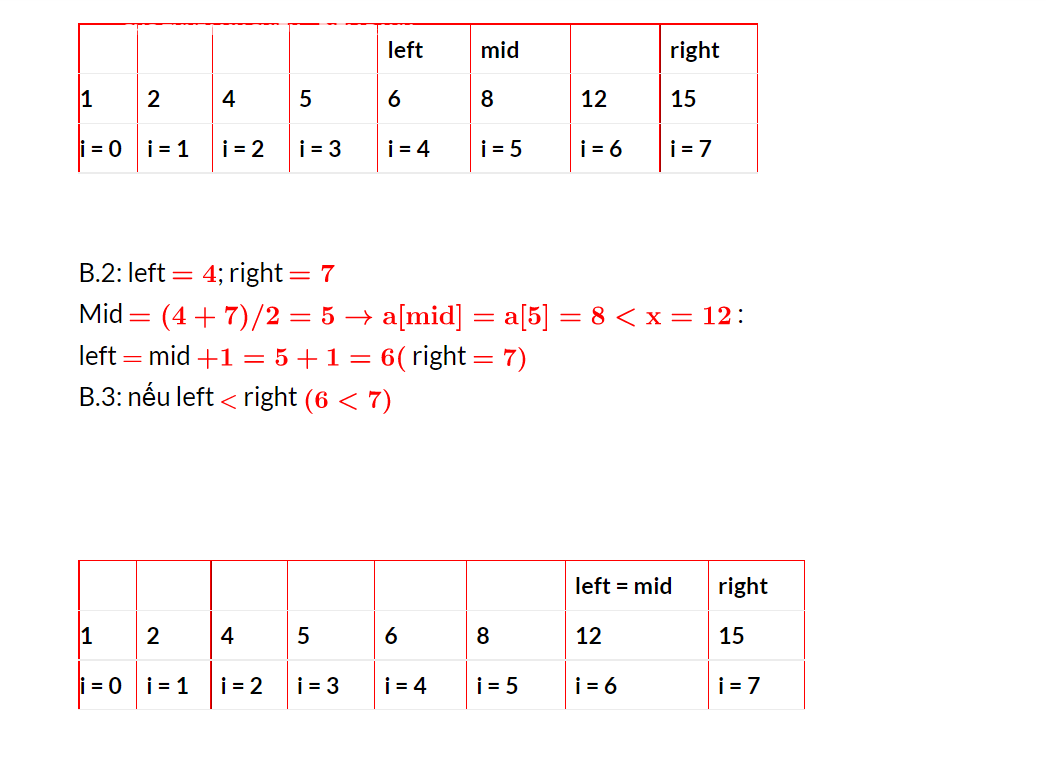 left mid right
1 2 4 5 6 8 12 15
i = 0 i = 1 i = 2 i = 3 i = 4 i = 5 i = 6 i = 7
B.2: left = 4; right = 7
Mid = (4 + 7)/2 = 5 → a[mid] = a[5] = 8 < x = 12 :
left = mid +1 = 5 + 1 = 6( right = 7)
B.3: nếu left < right (6 < 7)
left = mid right
1 2 4 5 6 8 12 15
i = 0 i = 1 i = 2 i = 3 i = 4 i = 5 i = 6 i = 7